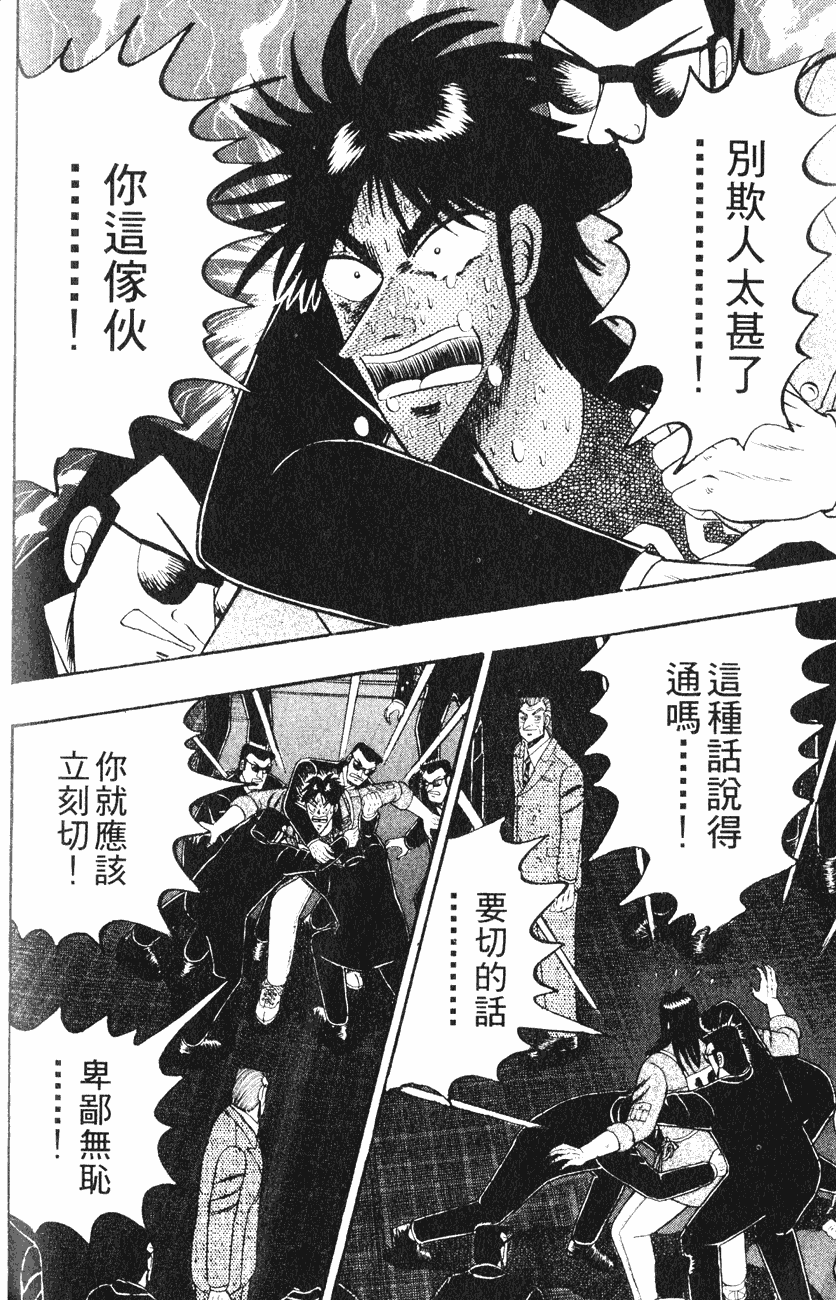 別欺人太甚了
………………！
你這傢伙
…………！
這種話說得
通嗎………！
要切的話
…………
你就應該
立刻切！
卑鄙無恥
………！